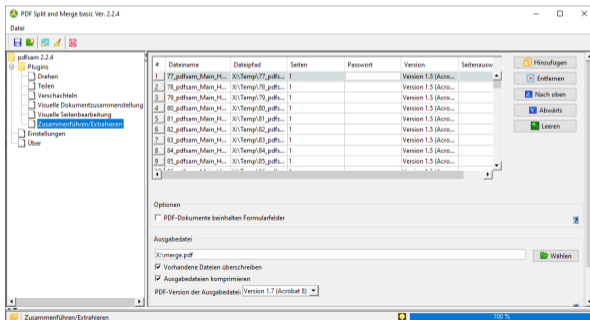 PDF Split and Merge basic Ver. 2.2.4
Datei
pdfsam 2.2.4
Plugins
Drehen
Teilen
Verschachteln
Visuelle Dokumentzusammenstellung
Visuelle Seitenbearbeitung
Zusammenführen/Extrahieren
Einstellungen
Über
# Dateiname Dateipfad Seiten Passwort Version Seitenausw
1 77_pdfsam_Main_H... X:\Temp\77_pdfs... 1 Version 1.5 (Acro...
2 78_pdfsam_Main_H... X:\Temp\78_pdfs... 1 Version 1.5 (Acro...
3 79_pdfsam_Main_H... X:\Temp\79_pdfs... 1 Version 1.5 (Acro...
4 80_pdfsam_Main_H... X:\Temp\80_pdfs... 1 Version 1.5 (Acro...
5 81_pdfsam_Main_H... X:\Temp\81_pdfs... 1 Version 1.5 (Acro...
6 82_pdfsam_Main_H... X:\Temp\82_pdfs... 1 Version 1.5 (Acro...
7 83_pdfsam_Main_H... X:\Temp\83_pdfs... 1 Version 1.5 (Acro...
8 84_pdfsam_Main_H... X:\Temp\84_pdfs... 1 Version 1.5 (Acro...
9 85_pdfsam_Main_H... X:\Temp\85_pdfs... 1 Version 1.5 (Acro...
Hinzufügen
Entfernen
Nach oben
Abwärts
Leeren
Optionen
PDF-Dokumente beinhalten Formularfelder
?
Ausgabedatei
X:\merge.pdf
Wählen
Vorhandene Dateien überschreiben
Ausgabedateien komprimieren
PDF-Version der Ausgabedatei: Version 1.7 (Acrobat 8)
Zusammenführen/Extrahieren
100 %